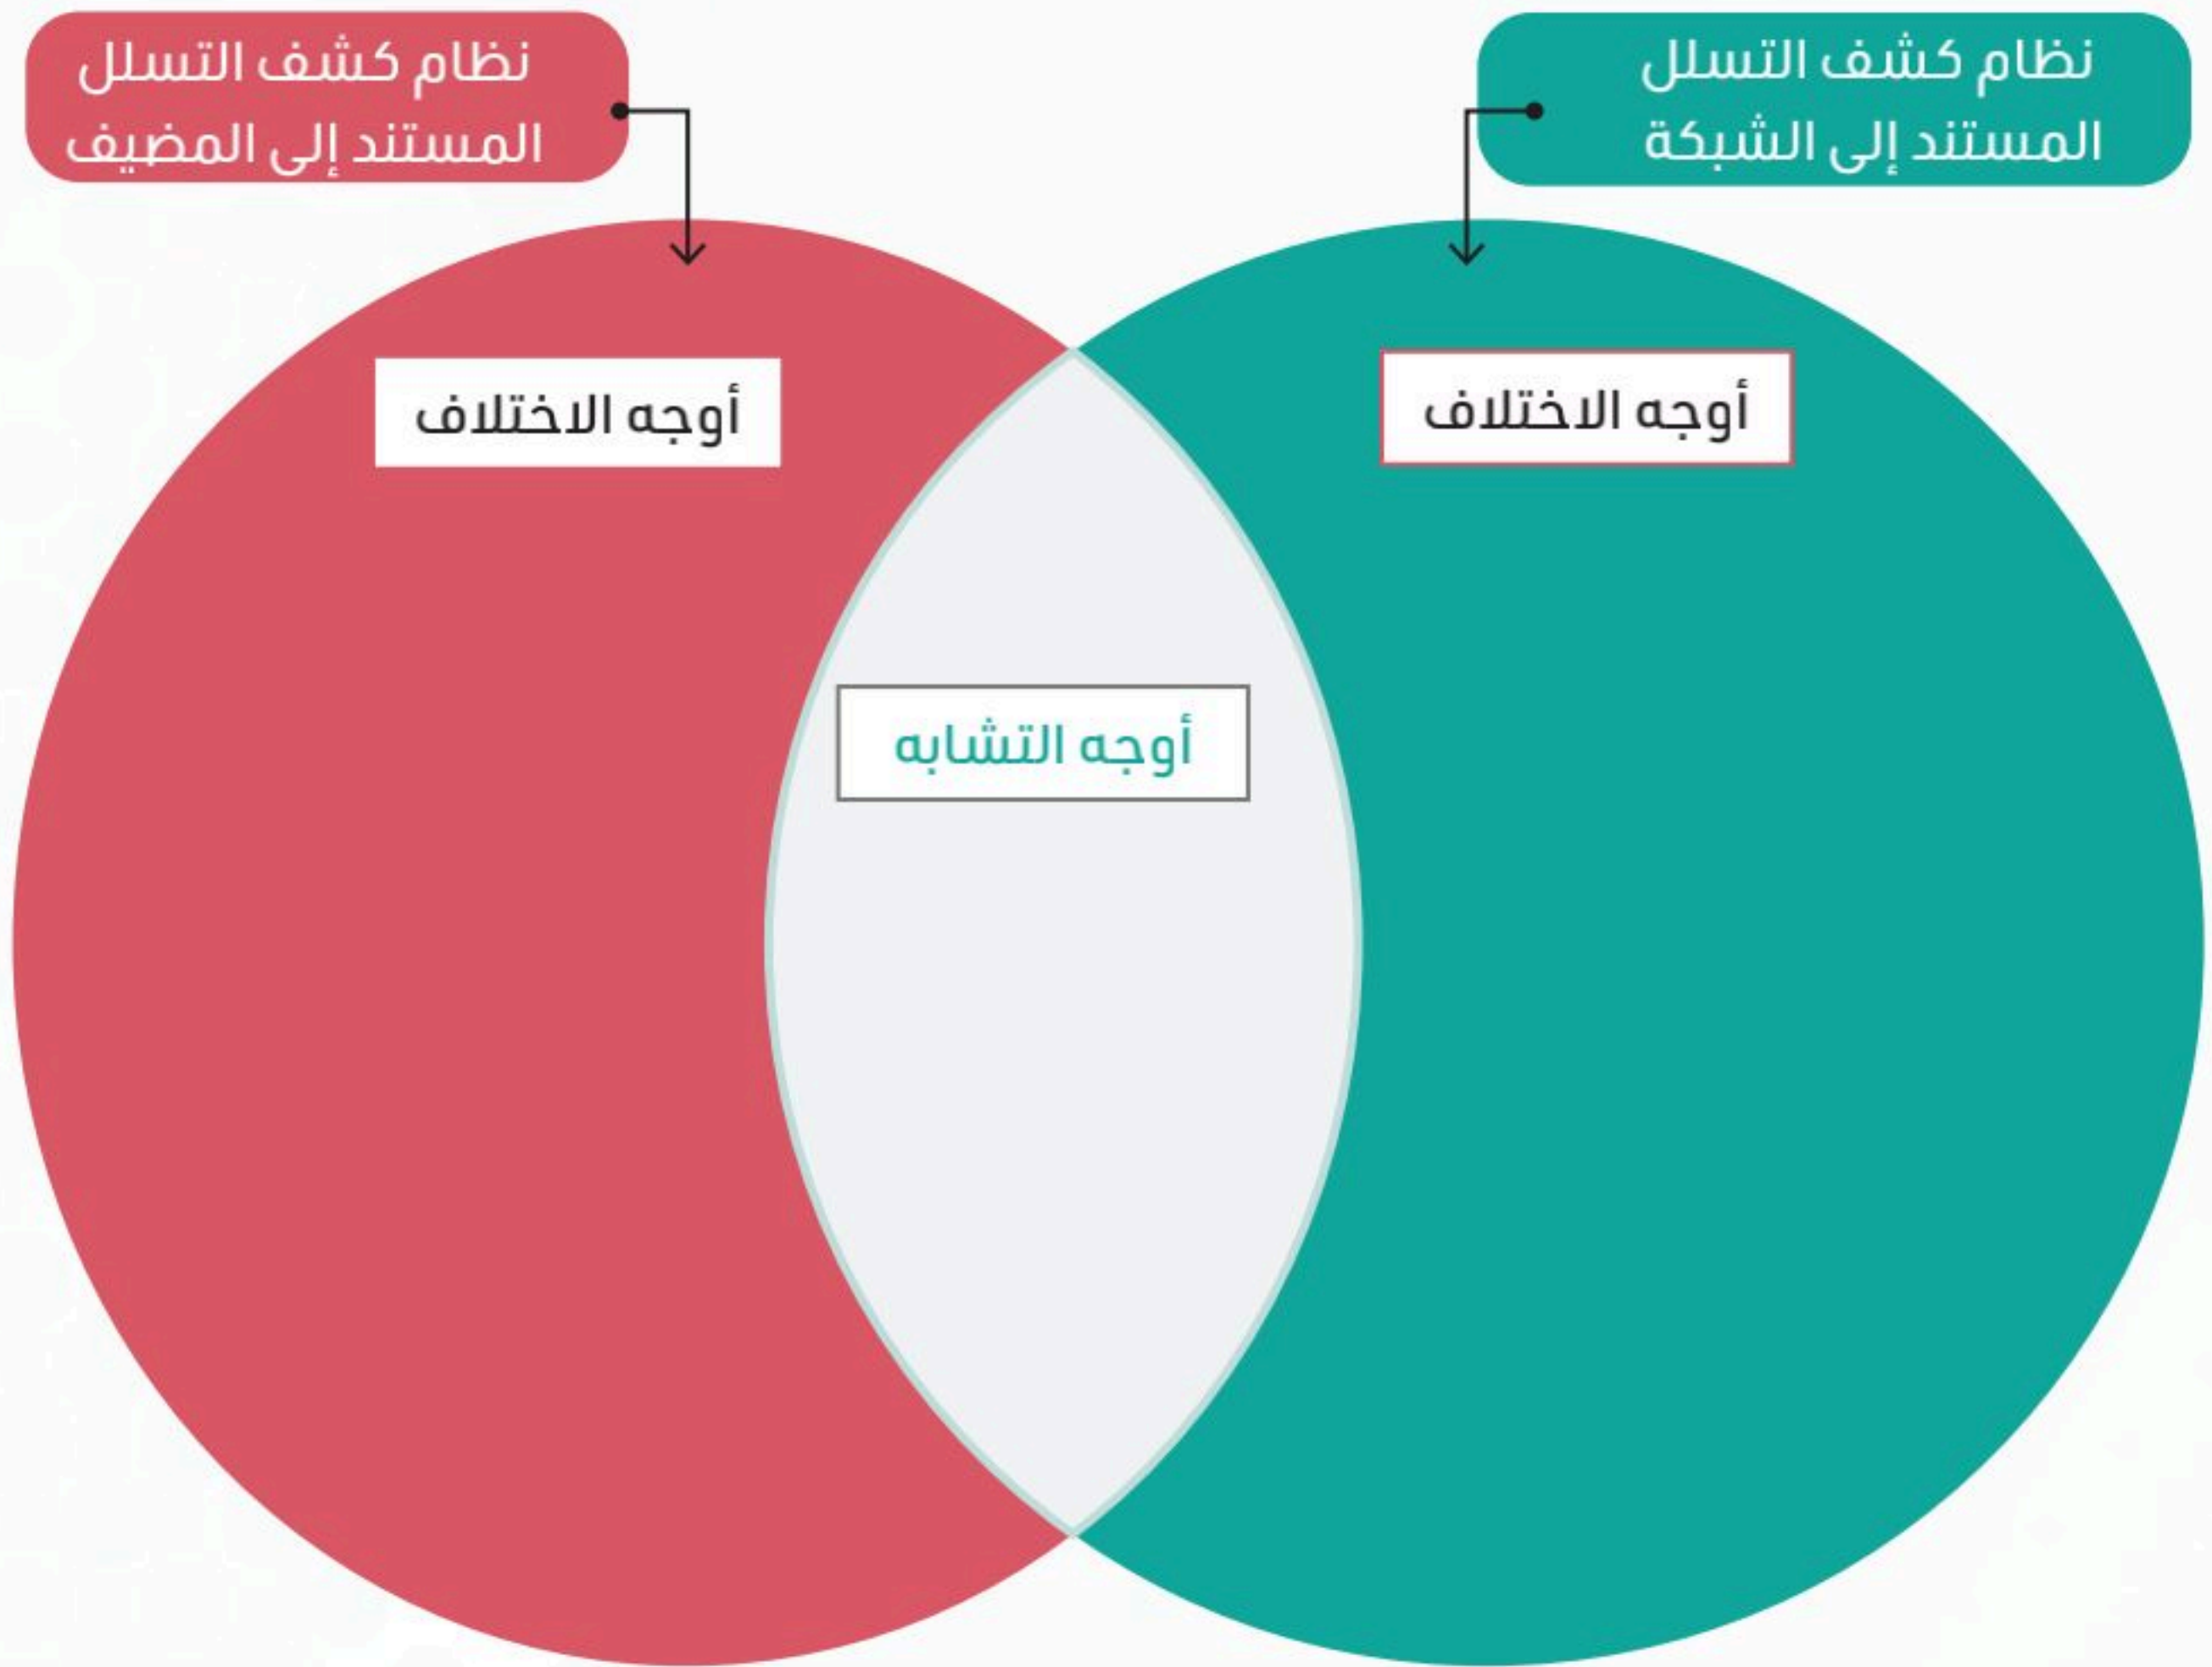 نظام كشف التسلل
المستند إلى الشبكة
نظام كشف التسلل
المستند إلى المضيف
أوجه الاختلاف
أوجه الاختلاف
أوجه التشابه